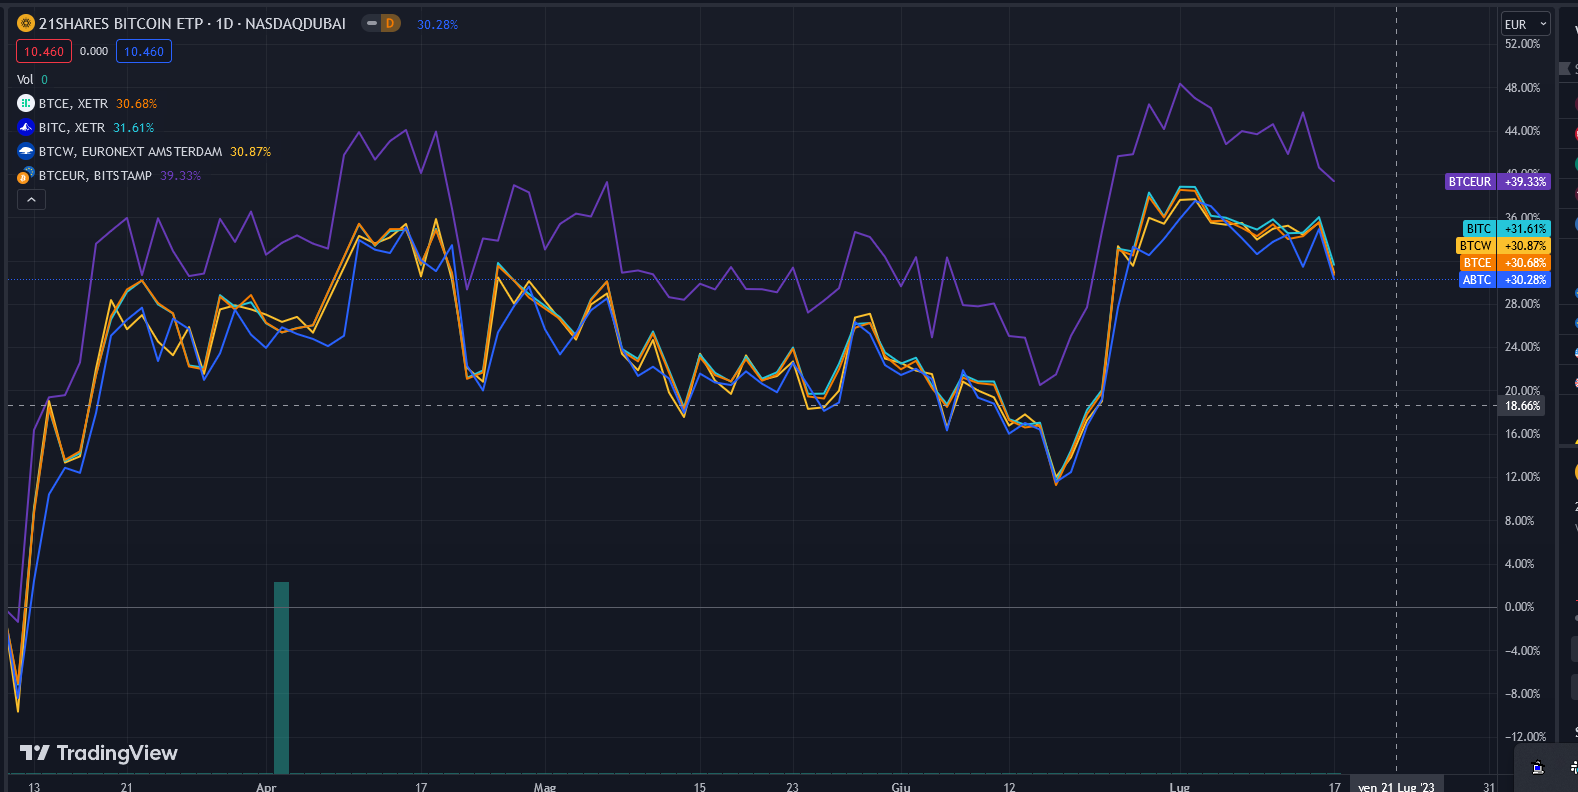 21SHARES BITCOIN ETP · 1D · NASDAQDUBAI D 30.28%
10.460 0.000 10.460
Vol 0
BTCE, XETR 30.68%
BITC, XETR 31.61%
BTCW, EURONEXT AMSTERDAM 30.87%
BTCEUR, BITSTAMP 39.33%
EUR
52.00%
48.00%
44.00%
40.00%
BTCEUR +39.33%
36.00%
BITC +31.61%
BTCW +30.87%
BTCE +30.68%
ABTC +30.28%
28.00%
24.00%
20.00%
18.66%
16.00%
12.00%
8.00%
4.00%
0.00%
−4.00%
−8.00%
−12.00%
TradingView
13 21 Apr 17 Mag 15 23 Giu 12 Lug 17 ven 21 Lug '23 31